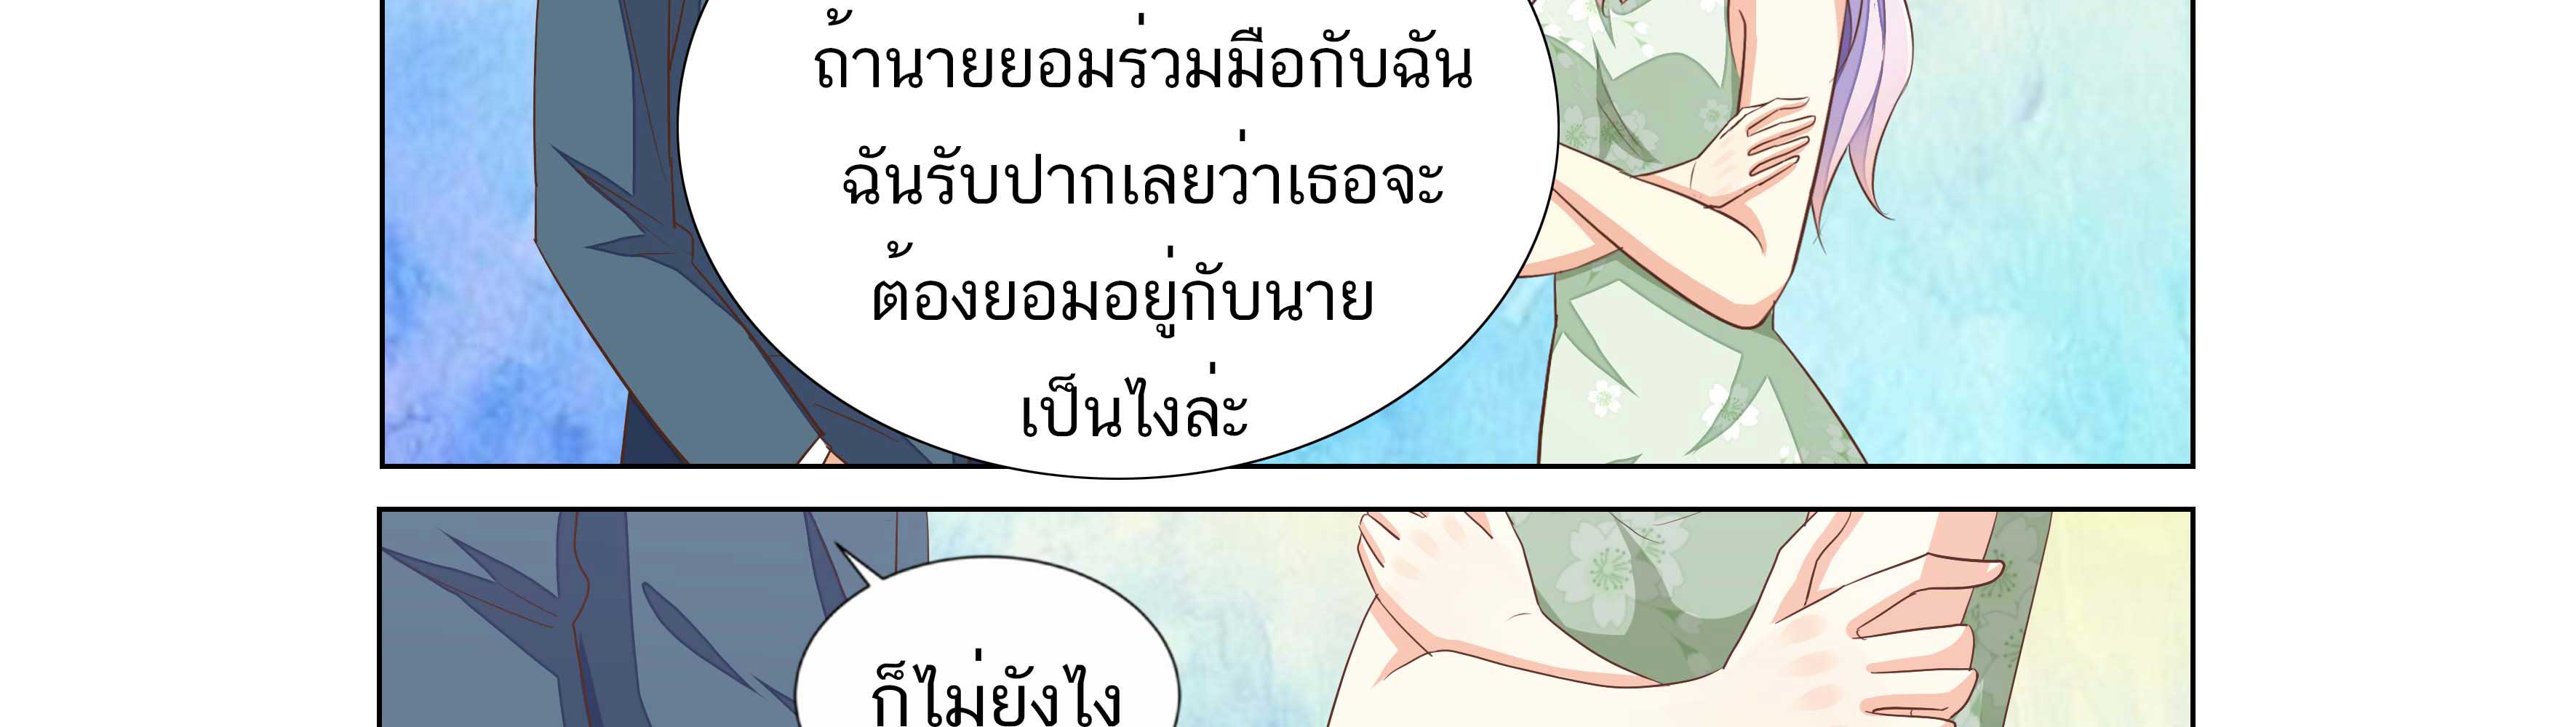 ถ้านายยอมร่วมมือกับฉัน
ฉันรับปากเลยว่าเธอจะ
ต้องยอมอยู่กับนาย
เป็นไงล่ะ
ก็ไม่ยังไง